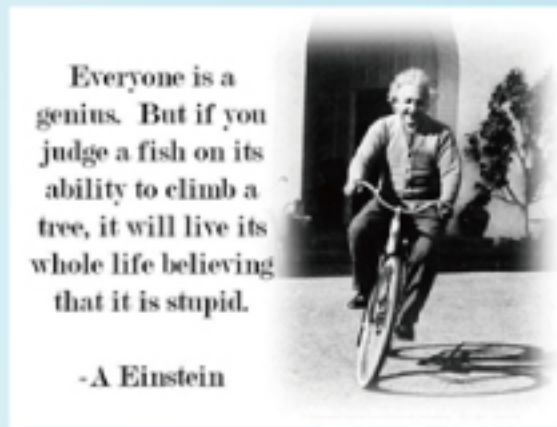 Everyone is a
genius. But if you
judge a fish on its
ability to climb a
tree, it will live its
whole life believing
that it is stupid.
-A Einstein